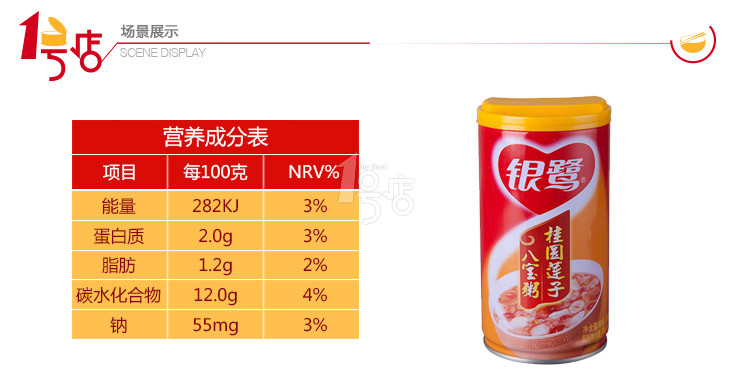 1号店
场景展示
SCENE DISPLAY
营养成分表
项目 每100克 NRV%
能量 282KJ 3%
蛋白质 2.0g 3%
脂肪 1.2g 2%
碳水化合物 12.0g 4%
钠 55mg 3%
1号店
银鹭®
桂圆莲子
八宝粥